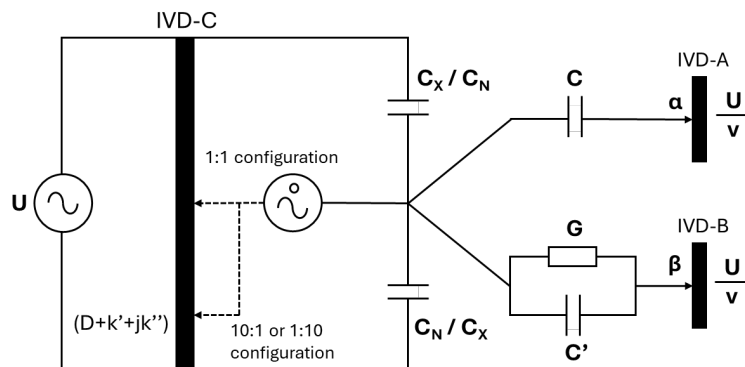 IVD-C
C_X / C_N
C
IVD-A
α
U
v
1:1 configuration
U
G
IVD-B
β
U
v
(D+k’+jk’’)
10:1 or 1:10
configuration
C_N / C_X
C’